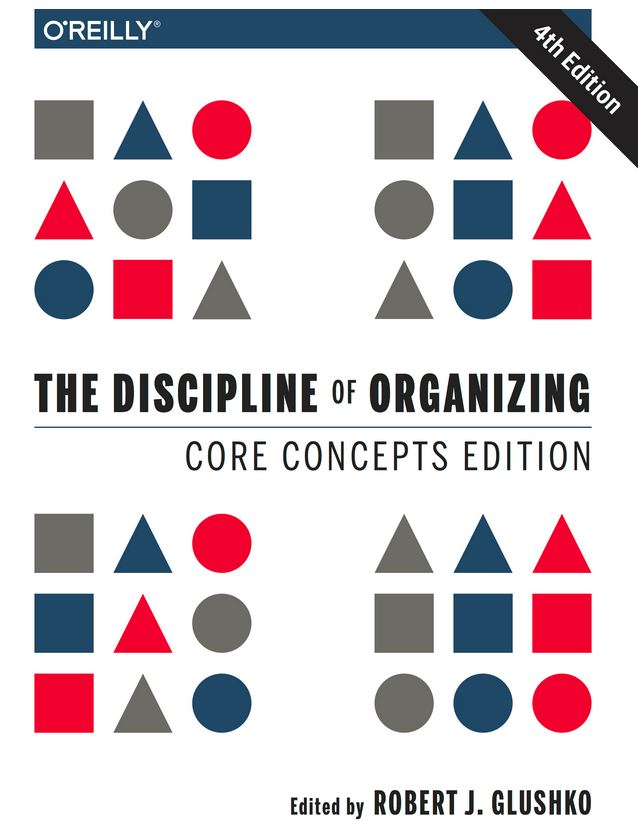 O'REILLY®
4th Edition
THE DISCIPLINE OF ORGANIZING
CORE CONCEPTS EDITION
Edited by ROBERT J. GLUSHKO